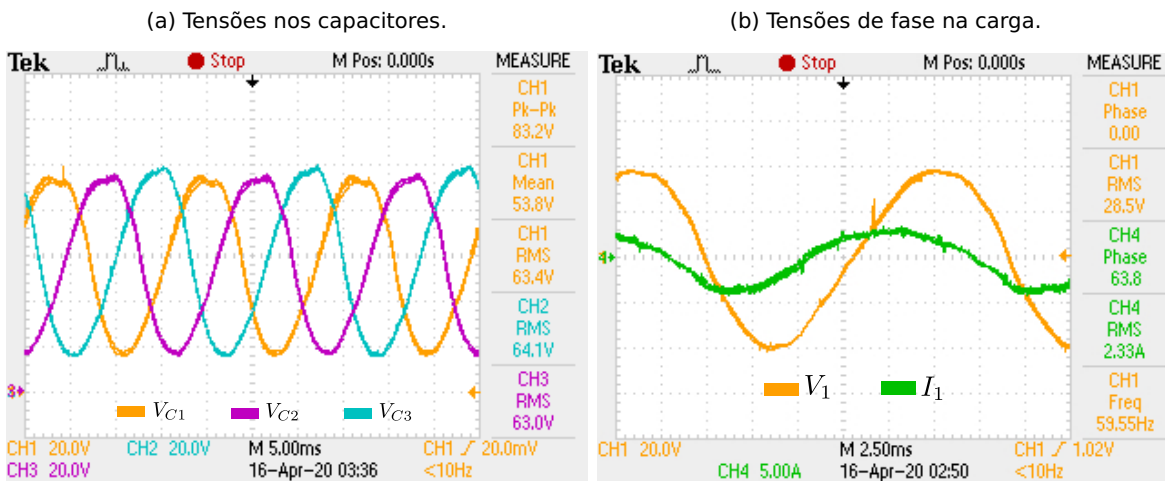 (a) Tensões nos capacitores.
Tek Stop M Pos: 0.000s MEASURE
CH1
Pk-Pk
83.2V
CH1
Mean
53.8V
CH1
RMS
63.4V
CH2
RMS
64.1V
CH3
RMS
63.0V
3
V_{C1} V_{C2} V_{C3}
CH1 20.0V CH2 20.0V M 5.00ms CH1 20.0mV
CH3 20.0V 16-Apr-20 03:36 <10Hz
(b) Tensões de fase na carga.
Tek Stop M Pos: 0.000s MEASURE
CH1
Phase
0.00
CH1
RMS
28.5V
CH4
Phase
63.8
CH4
RMS
2.33A
CH1
Freq
59.55Hz
4
V_1 I_1
CH1 20.0V M 2.50ms CH1 1.02V
CH4 5.00A 16-Apr-20 02:50 <10Hz